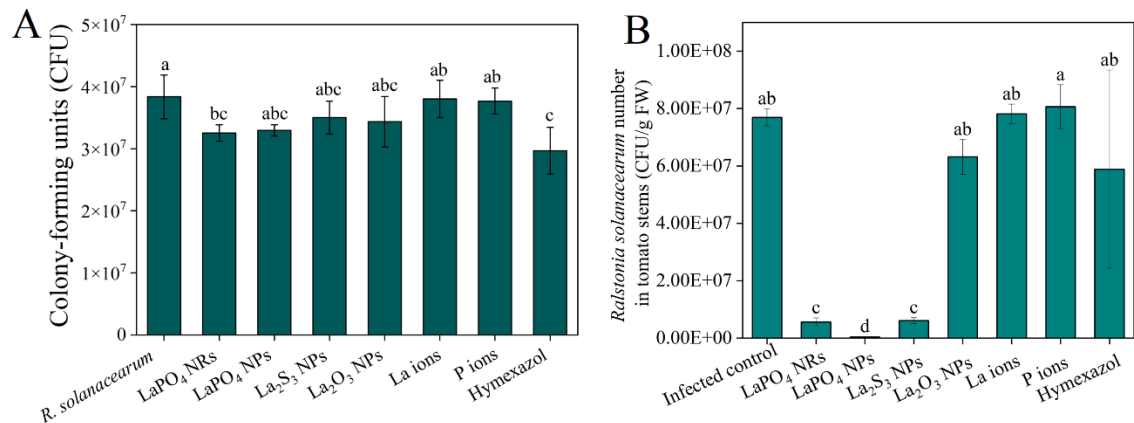 A
Colony-forming units (CFU)
5×10⁷
4×10⁷
3×10⁷
2×10⁷
1×10⁷
0
a
bc
abc
abc
abc
ab
ab
c
R. solanacearum
LaPO₄ NRs
LaPO₄ NPs
La₂S₃ NPs
La₂O₃ NPs
La ions
P ions
Hymexazol
B
Ralstonia solanacearum number
in tomato stems (CFU/g FW)
1.00E+08
8.00E+07
6.00E+07
4.00E+07
2.00E+07
0.00E+00
ab
c
d
c
ab
ab
a
ab
Infected control
LaPO₄ NRs
LaPO₄ NPs
La₂S₃ NPs
La₂O₃ NPs
La ions
P ions
Hymexazol